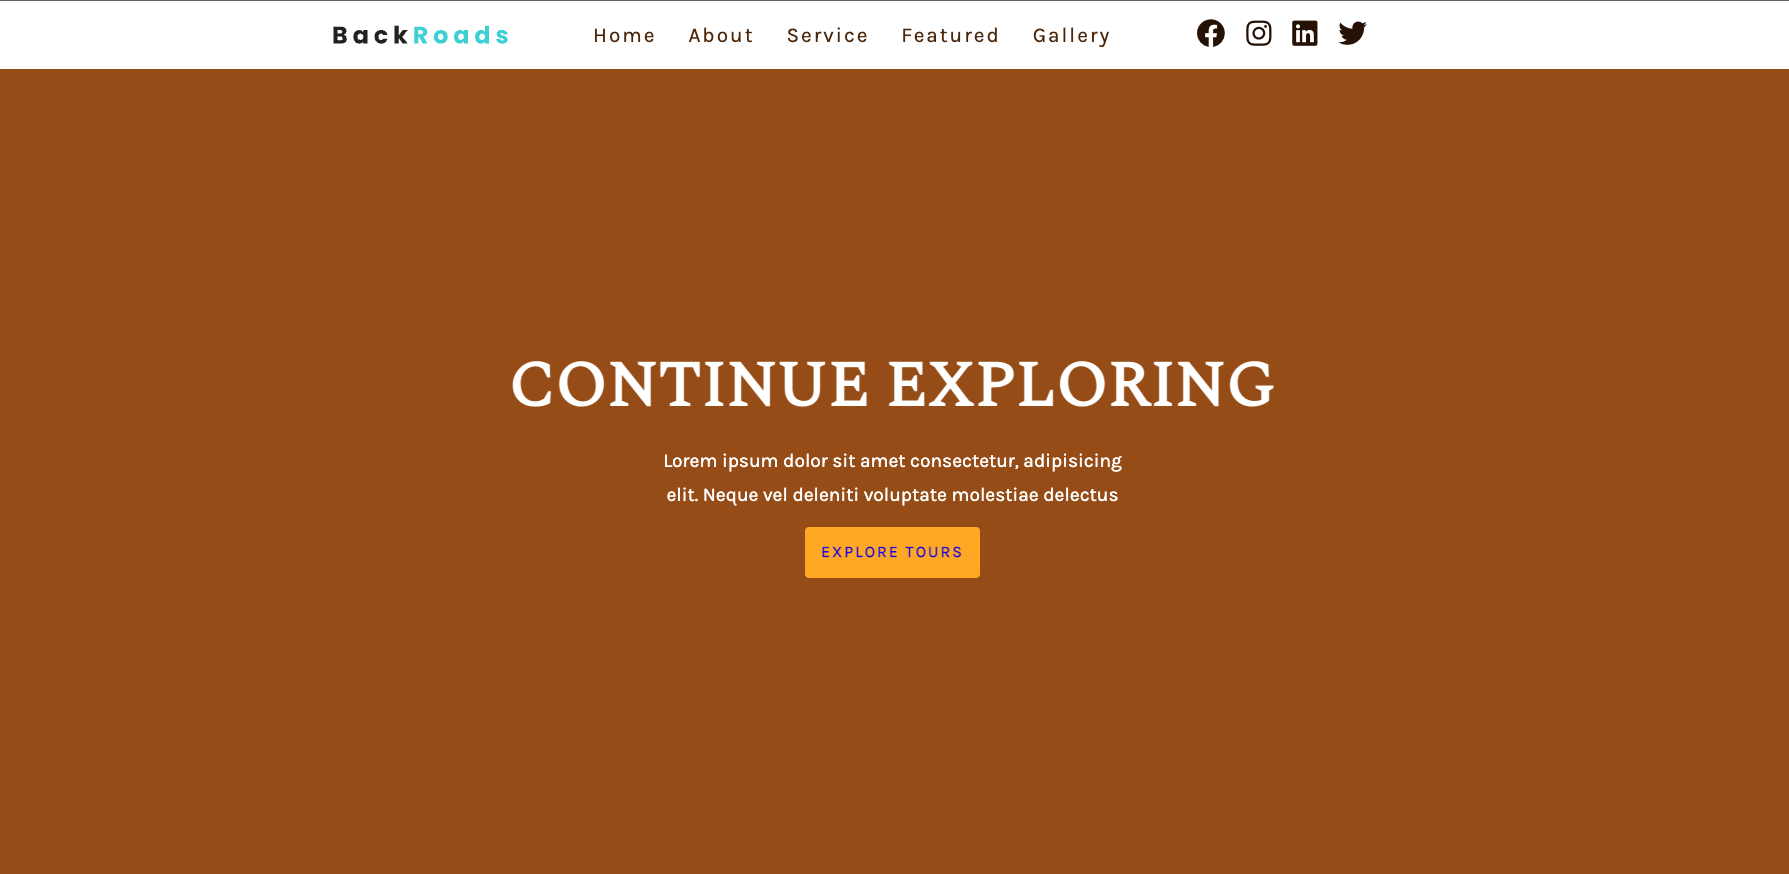 BackRoads
Home About Service Featured Gallery
CONTINUE EXPLORING
Lorem ipsum dolor sit amet consectetur, adipisicing
elit. Neque vel deleniti voluptate molestiae delectus
EXPLORE TOURS